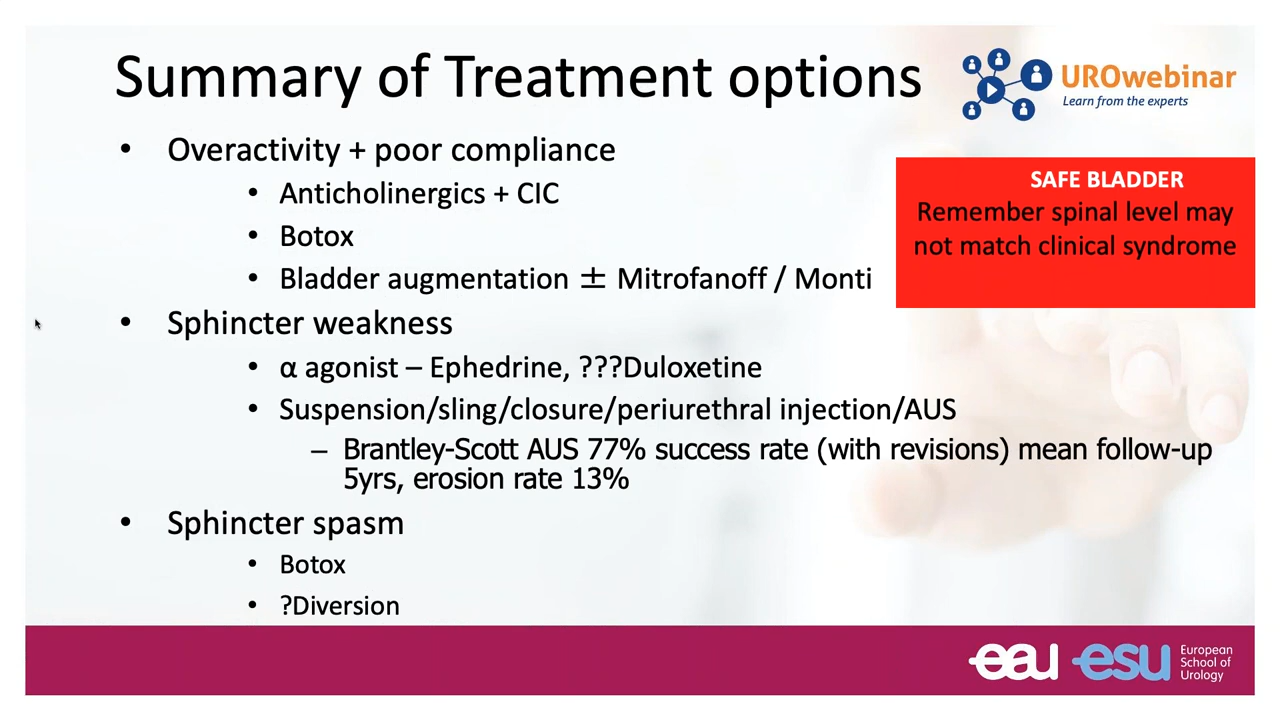 Summary of Treatment options
UROwebinar
Learn from the experts
• Overactivity + poor compliance
• Anticholinergics + CIC
• Botox
• Bladder augmentation ± Mitrofanoff / Monti
SAFE BLADDER
Remember spinal level may
not match clinical syndrome
• Sphincter weakness
• α agonist – Ephedrine, ???Duloxetine
• Suspension/sling/closure/periurethral injection/AUS
– Brantley-Scott AUS 77% success rate (with revisions) mean follow-up
5yrs, erosion rate 13%
• Sphincter spasm
• Botox
• ?Diversion
eau esu
European
School of
Urology